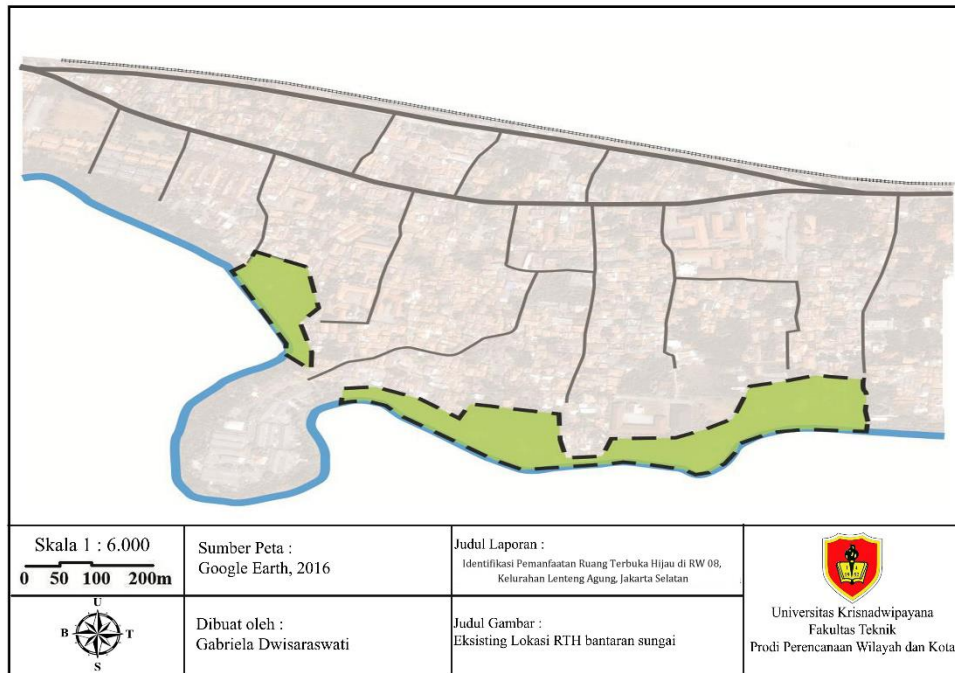 Skala 1 : 6.000
0 50 100 200m
U
B T
S
Sumber Peta :
Google Earth, 2016
Dibuat oleh :
Gabriela Dwisaraswati
Judul Laporan :
Identifikasi Pemanfaatan Ruang Terbuka Hijau di RW 08,
Kelurahan Lenteng Agung, Jakarta Selatan
Judul Gambar :
Eksisting Lokasi RTH bantaran sungai
Universitas Krisnadwipayana
Fakultas Teknik
Prodi Perencanaan Wilayah dan Kota